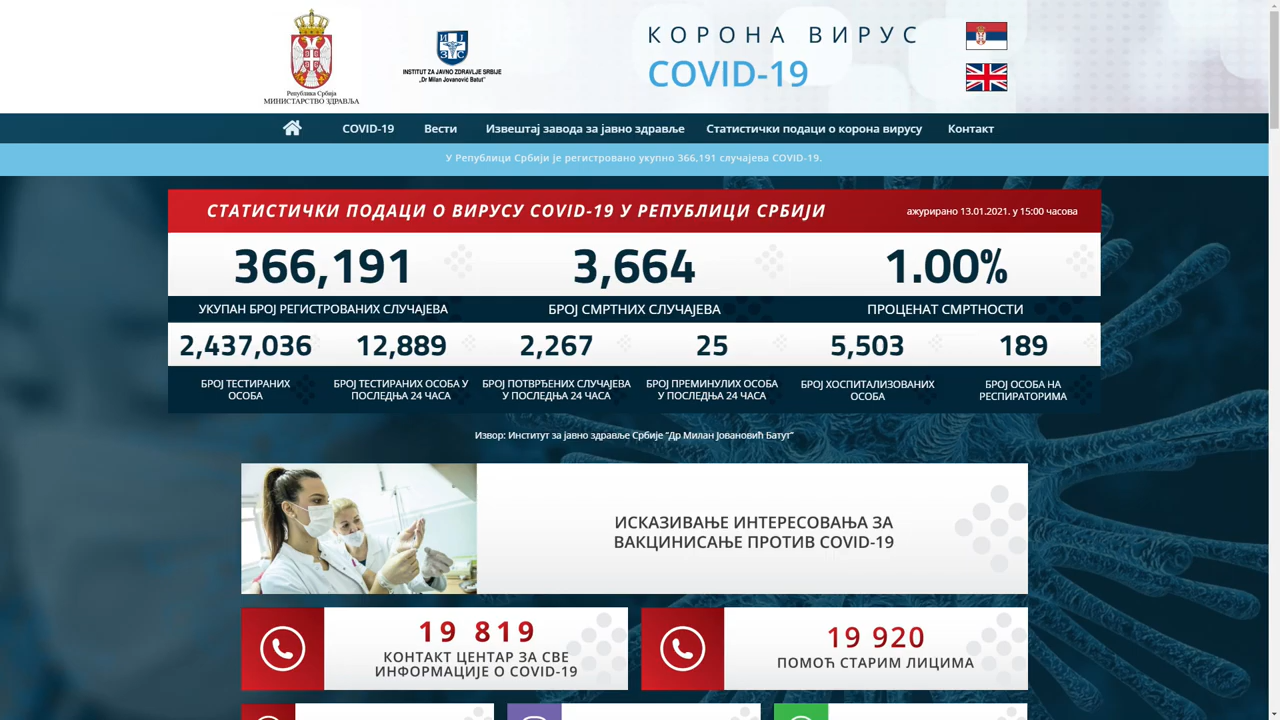 Република Србија
МИНИСТАРСТВО ЗДРАВЉА
ИЈЗС
INSTITUT ZA JAVNO ZDRAVLJE SRBIJE
„Dr Milan Jovanović Batut“
КОРОНА ВИРУС
COVID-19
COVID-19 Вести Извештај завода за јавно здравље Статистички подаци о корона вирусу Контакт
У Републици Србији је регистровано укупно 366,191 случајева COVID-19.
СТАТИСТИЧКИ ПОДАЦИ О ВИРУСУ COVID-19 У РЕПУБЛИЦИ СРБИЈИ
ажурирано 13.01.2021. у 15:00 часова
366,191 3,664 1.00%
УКУПАН БРОЈ РЕГИСТРОВАНИХ СЛУЧАЈЕВА БРОЈ СМРТНИХ СЛУЧАЈЕВА ПРОЦЕНАТ СМРТНОСТИ
2,437,036 12,889 2,267 25 5,503 189
БРОЈ ТЕСТИРАНИХ
ОСОБА
БРОЈ ТЕСТИРАНИХ ОСОБА У
ПОСЛЕДЊА 24 ЧАСА
БРОЈ ПОТВРЂЕНИХ СЛУЧАЈЕВА
У ПОСЛЕДЊА 24 ЧАСА
БРОЈ ПРЕМИНУЛИХ ОСОБА
У ПОСЛЕДЊА 24 ЧАСА
БРОЈ ХОСПИТАЛИЗОВАНИХ
ОСОБА
БРОЈ ОСОБА НА
РЕСПИРАТОРИМА
Извор: Институт за јавно здравље Србије “Др Милан Јовановић Батут”
ИСКАЗИВАЊЕ ИНТЕРЕСОВАЊА ЗА
ВАКЦИНИСАЊЕ ПРОТИВ COVID-19
19 819
КОНТАКТ ЦЕНТАР ЗА СВЕ
ИНФОРМАЦИЈЕ О COVID-19
19 920
ПОМОЋ СТАРИМ ЛИЦИМА